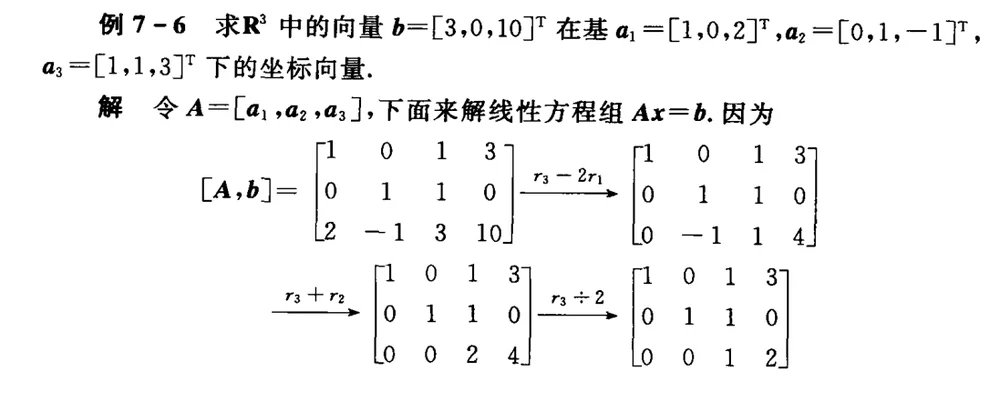 例 7-6 求R³ 中的向量 b=[3,0,10]ᵀ 在基 a₁=[1,0,2]ᵀ,a₂=[0,1,-1]ᵀ,
a₃=[1,1,3]ᵀ 下的坐标向量.
解 令 A=[a₁,a₂,a₃],下面来解线性方程组 Ax=b. 因为
[A,b]= [1 0 1 3; 0 1 1 0; 2 -1 3 10] r₃-2r₁→ [1 0 1 3; 0 1 1 0; 0 -1 1 4]
r₃+r₂→ [1 0 1 3; 0 1 1 0; 0 0 2 4] r₃÷2→ [1 0 1 3; 0 1 1 0; 0 0 1 2]